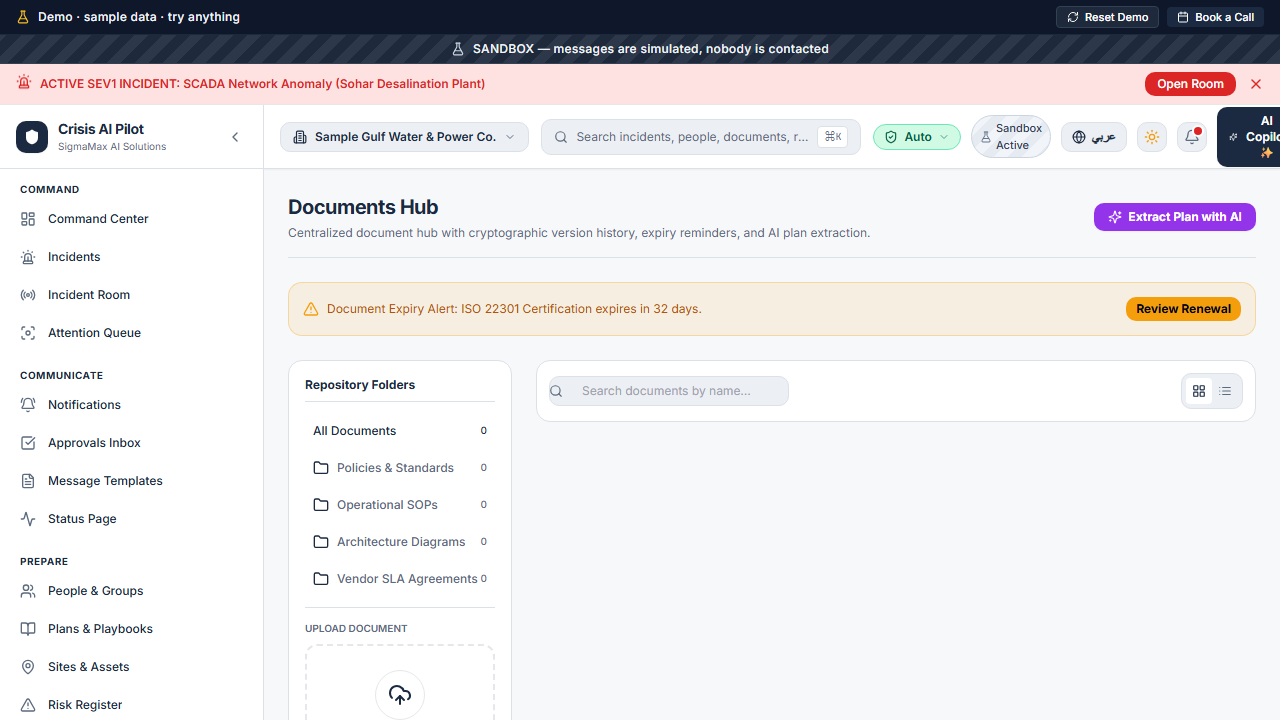 Demo · sample data · try anything
Reset Demo
Book a Call
SANDBOX — messages are simulated, nobody is contacted
ACTIVE SEV1 INCIDENT: SCADA Network Anomaly (Sohar Desalination Plant)
Open Room
Crisis AI Pilot
SigmaMax AI Solutions
Sample Gulf Water & Power Co.
Search incidents, people, documents, r...
⌘K
Auto
Sandbox
Active
عربي
AI
Copilo
COMMAND
Command Center
Incidents
Incident Room
Attention Queue
COMMUNICATE
Notifications
Approvals Inbox
Message Templates
Status Page
PREPARE
People & Groups
Plans & Playbooks
Sites & Assets
Risk Register
Documents Hub
Centralized document hub with cryptographic version history, expiry reminders, and AI plan extraction.
Extract Plan with AI
Document Expiry Alert: ISO 22301 Certification expires in 32 days.
Review Renewal
Repository Folders
All Documents 0
Policies & Standards 0
Operational SOPs 0
Architecture Diagrams 0
Vendor SLA Agreements 0
UPLOAD DOCUMENT
Search documents by name...